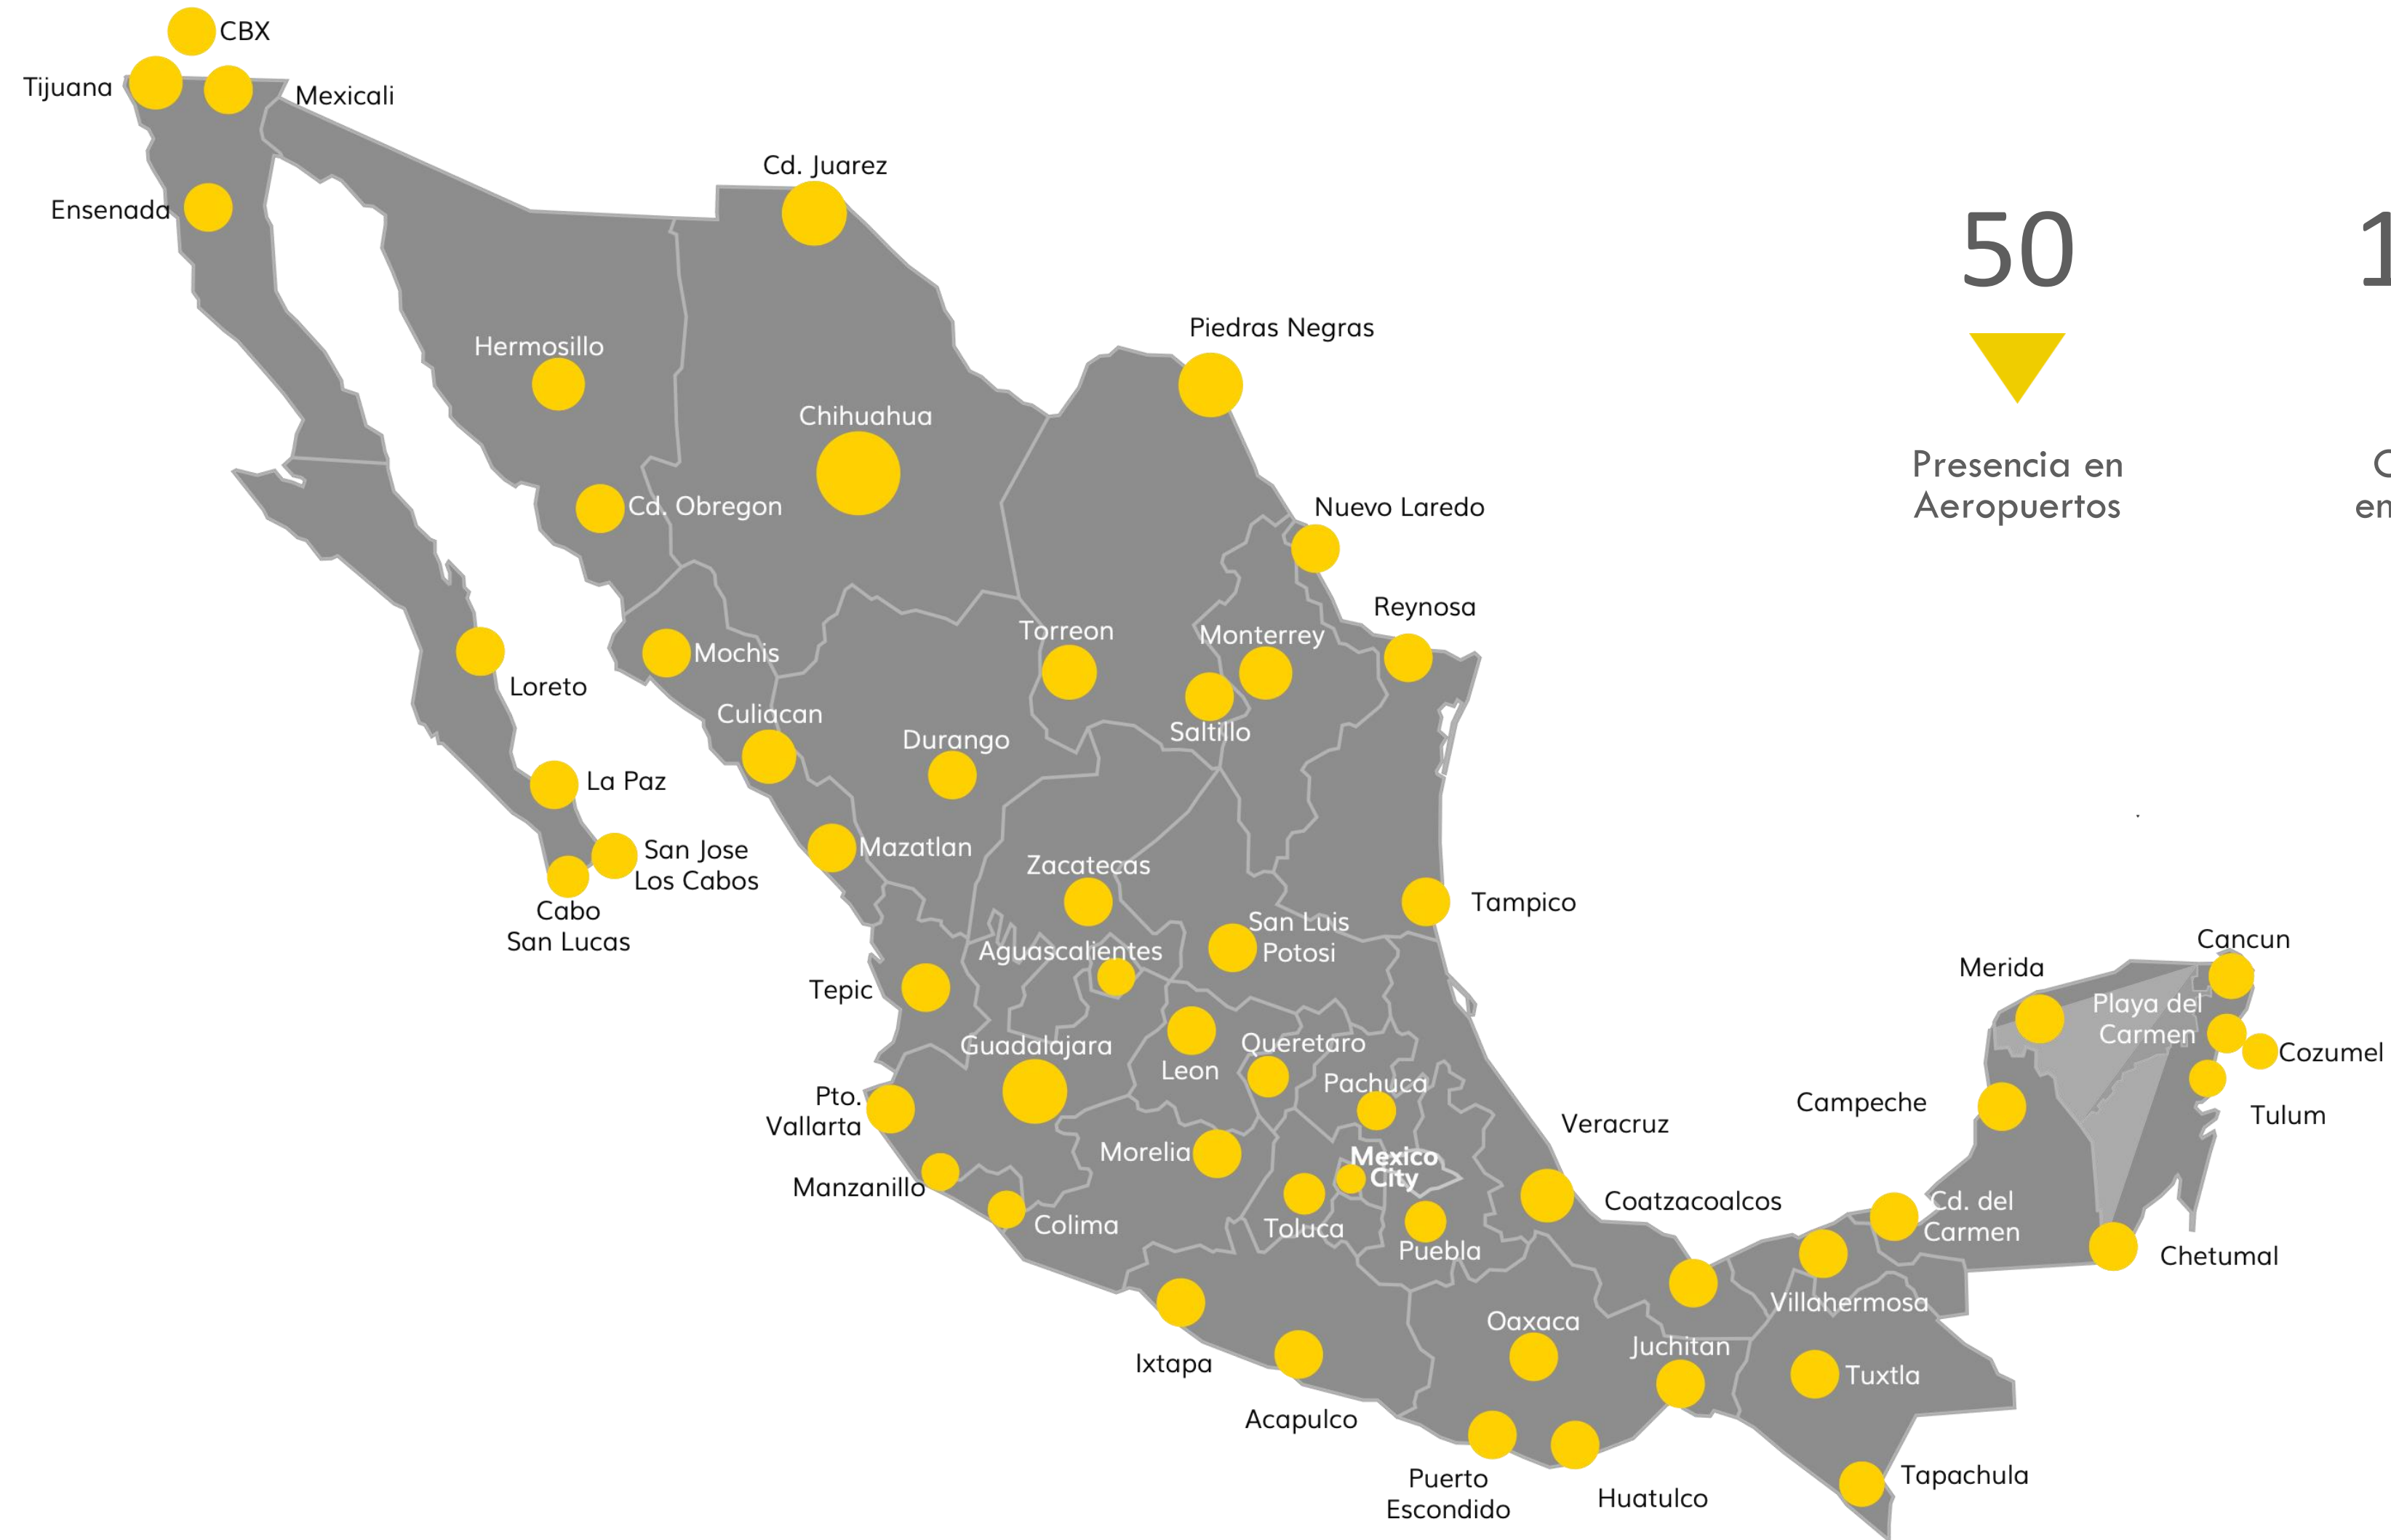 CBX
Tijuana
Mexicali
Ensenada
Cd. Juarez
Hermosillo
Chihuahua
Cd. Obregon
Piedras Negras
Nuevo Laredo
Reynosa
Torreon
Monterrey
Saltillo
Mochis
Loreto
Culiacan
Durango
La Paz
San Jose
Los Cabos
Cabo
San Lucas
Mazatlan
Zacatecas
Tampico
San Luis
Potosi
Aguascalientes
Tepic
Guadalajara
Leon
Queretaro
Pachuca
Pto.
Vallarta
Manzanillo
Colima
Morelia
Mexico
City
Toluca
Puebla
Veracruz
Coatzacoalcos
Ixtapa
Acapulco
Oaxaca
Juchitan
Puerto
Escondido
Huatulco
Villahermosa
Tuxtla
Tapachula
Cd. del
Carmen
Campeche
Merida
Cancun
Playa del
Carmen
Cozumel
Tulum
Chetumal
50
Presencia en
Aeropuertos
1
en